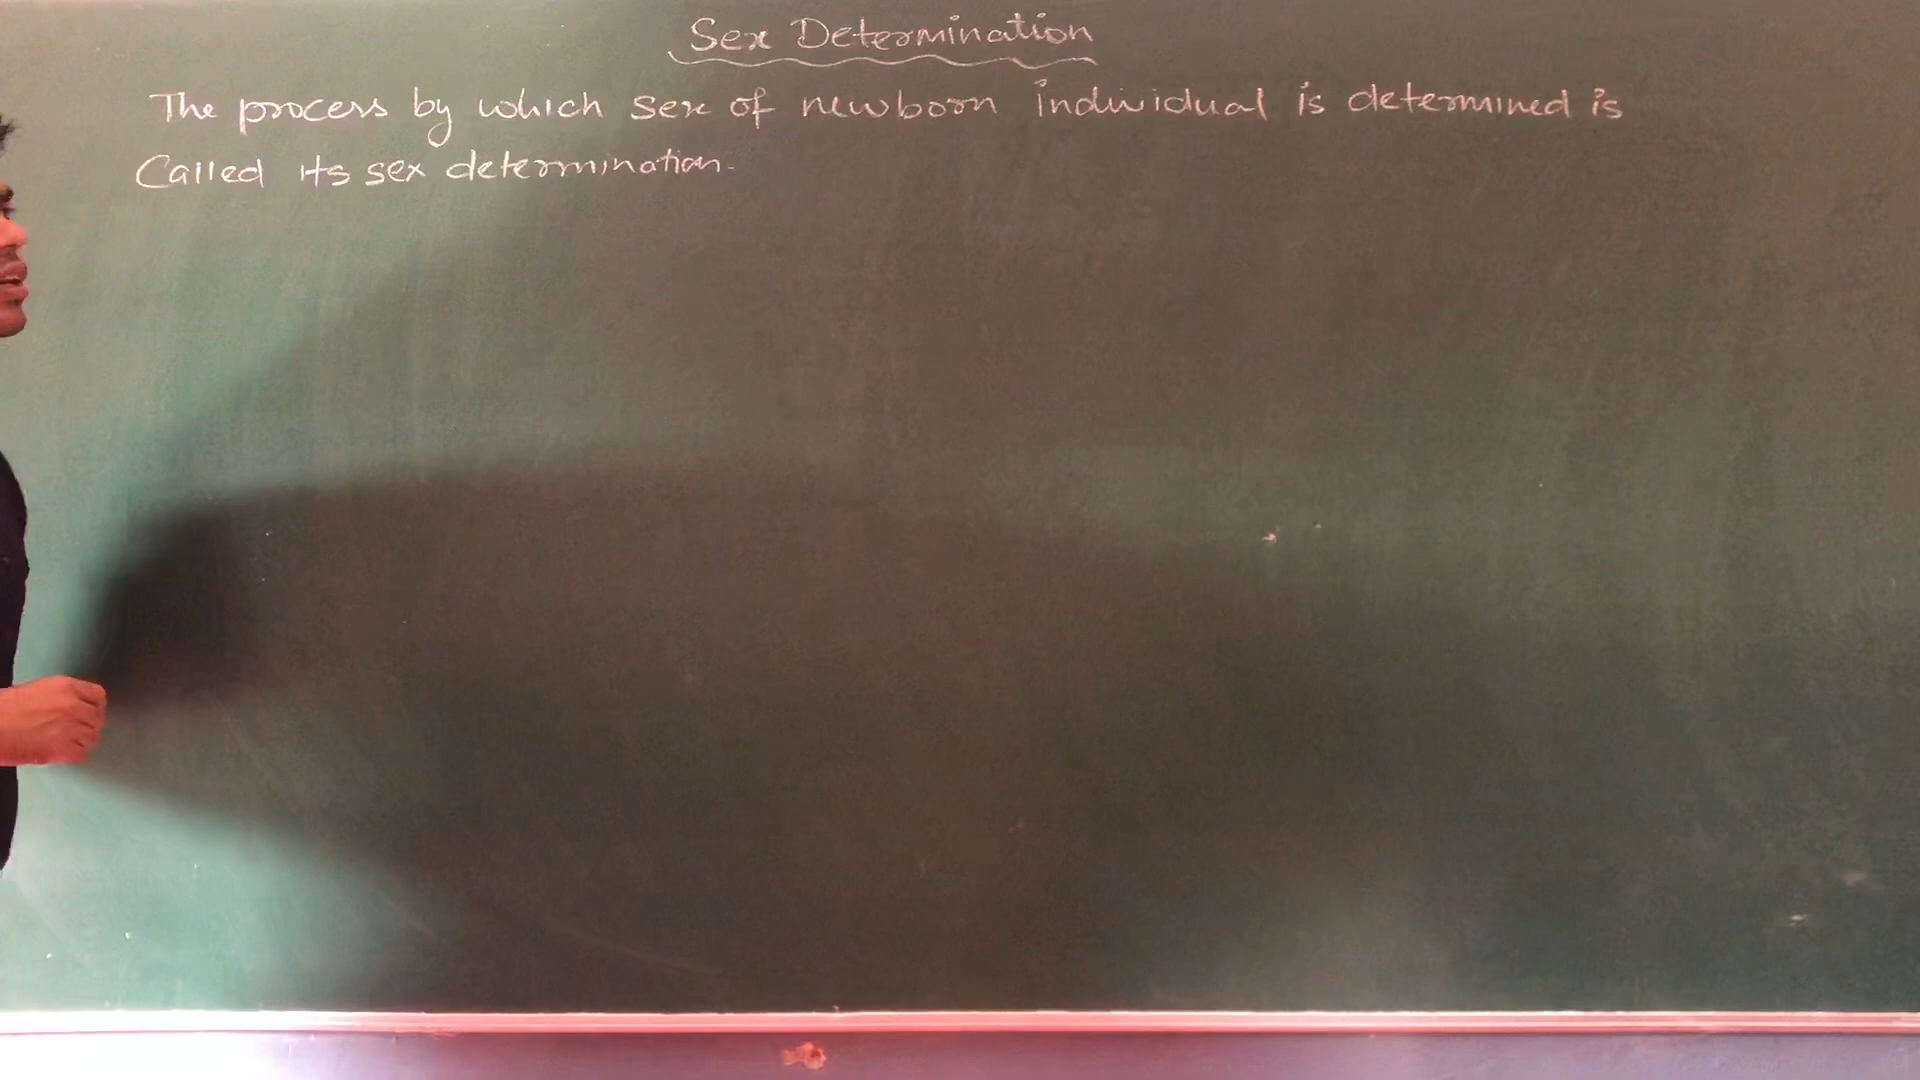 Sex Determination
The process by which sex of newborn individual is determined is
Called its sex determination.